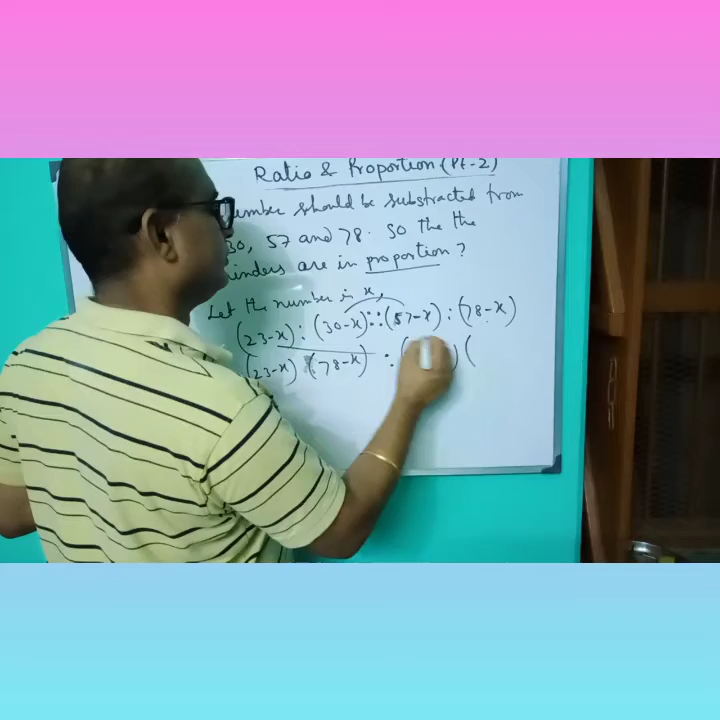 Ratio & Proportion (Pt-2)
umber should be substracted from
30, 57 and 78. So the the
inders are in proportion ?
Let the number is x,
(23-x) : (30-x) :: (57-x) : (78-x)
(23-x) (78-x) : (